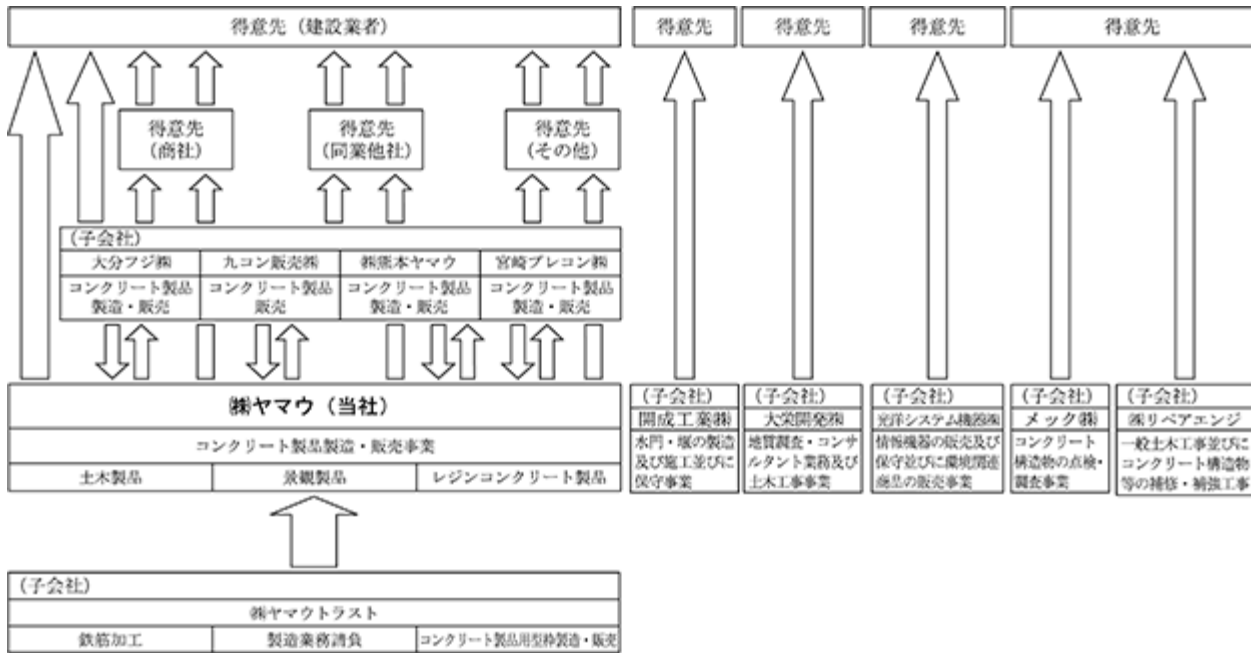 得意先（建設業者）
得意先
得意先
得意先
得意先
得意先
（商社）
得意先
（同業他社）
得意先
（その他）
（子会社）
大分フジ㈱
九コン販売㈱
㈱熊本ヤマウ
宮崎プレコン㈱
コンクリート製品
製造・販売
コンクリート製品
販売
コンクリート製品
製造・販売
コンクリート製品
製造・販売
㈱ヤマウ（当社）
コンクリート製品製造・販売事業
土木製品
景観製品
レジンコンクリート製品
（子会社）
開成工業㈱
水門・堰の製造
及び施工並びに
保守事業
（子会社）
大栄開発㈱
地質調査・コンサ
ルタント業務及び
土木工事事業
（子会社）
光洋システム機器㈱
情報機器の販売及び
保守並びに環境関連
商品の販売事業
（子会社）
メック㈱
コンクリート
構造物の点検・
調査事業
（子会社）
㈱リペアエンジ
一般土木工事並びに
コンクリート構造物
等の補修・補強工事
（子会社）
㈱ヤマウトラスト
鉄筋加工
製造業務請負
コンクリート製品用型枠製造・販売